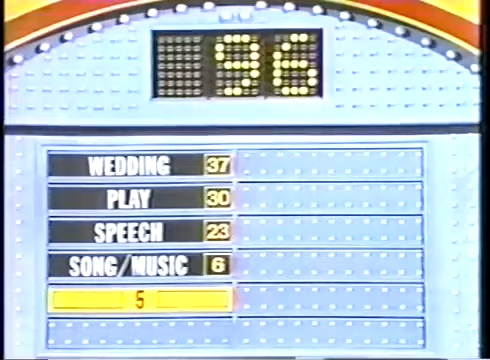 96
WEDDING 37
PLAY 30
SPEECH 23
SONG/MUSIC 6
5